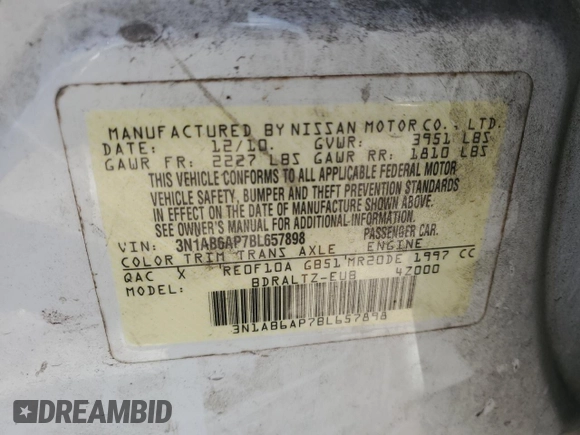 MANUFACTURED BY NISSAN MOTOR CO., LTD.
DATE: 12/10. GVWR: 3951 LBS
GAWR FR: 2227 LBS GAWR RR: 1810 LBS
THIS VEHICLE CONFORMS TO ALL APPLICABLE FEDERAL MOTOR
VEHICLE SAFETY, BUMPER AND THEFT PREVENTION STANDARDS
IN EFFECT ON THE DATE OF MANUFACTURE SHOWN ABOVE.
SEE OWNER'S MANUAL FOR ADDITIONAL INFORMATION.
VIN: 3N1AB6AP7BL657898 PASSENGER CAR.
COLOR TRIM TRANS AXLE ENGINE
QAC X RE0F10A GB51 MR20DE 1997 CC
MODEL: BDRALTZ-EUB 4Z000
3N1AB6AP7BL657898
DREAMBID